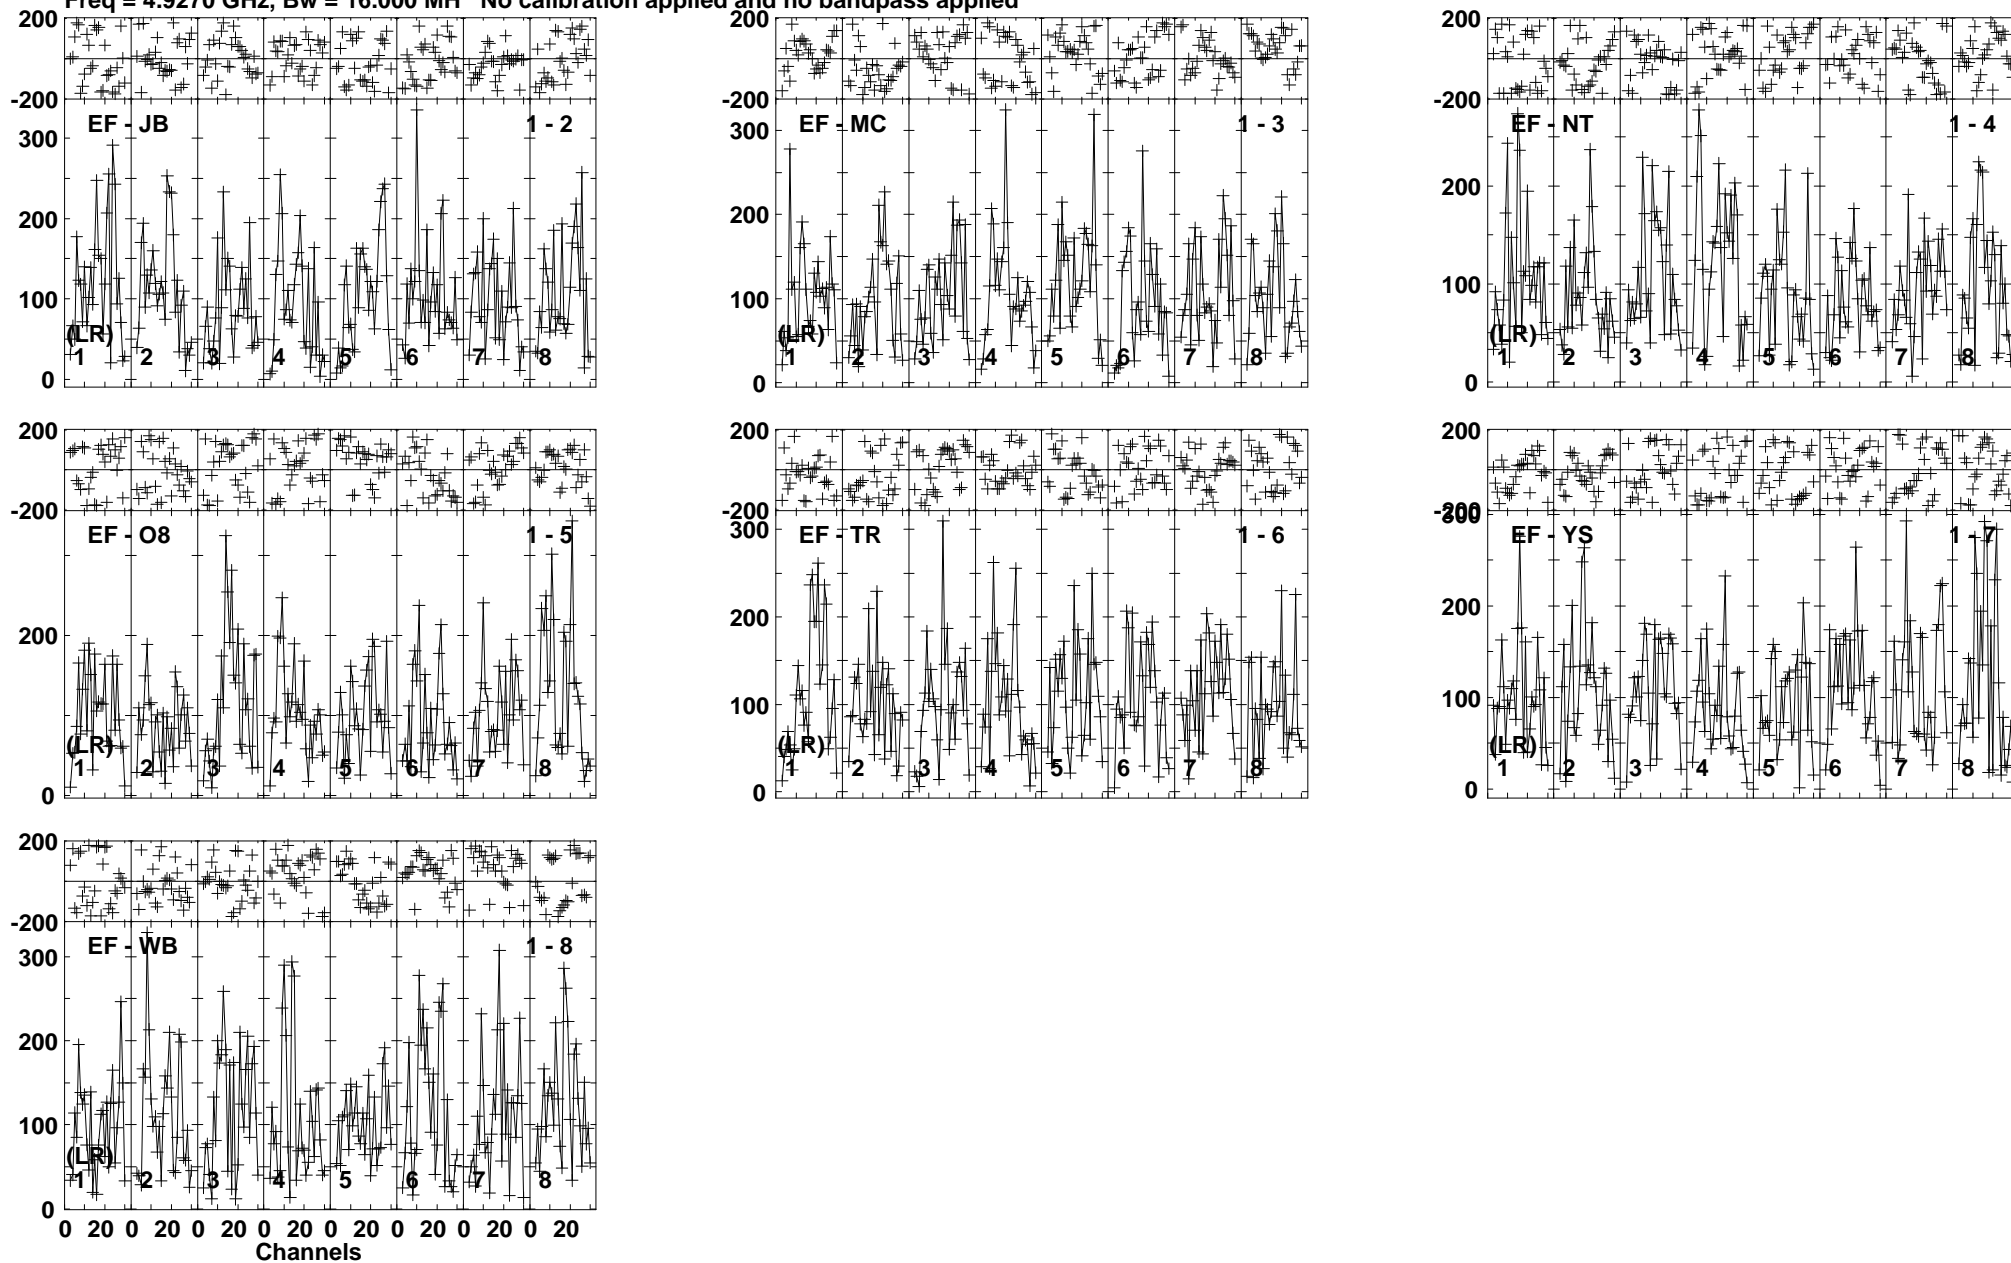 Freq = 4.9270 GHz, Bw = 16.000 MH No calibration applied and no bandpass applied
200
-200
300
200
100
0
EF - JB
1 - 2
(LR)
1 2 3 4 5 6 7 8
200
-200
300
200
100
0
EF - MC
1 - 3
(LR)
1 2 3 4 5 6 7 8
200
-200
200
100
0
EF - NT
1 - 4
(LR)
1 2 3 4 5 6 7 8
200
-200
200
0
EF - O8
1 - 5
(LR)
1 2 3 4 5 6 7 8
200
-200
300
200
100
0
EF - TR
1 - 6
(LR)
1 2 3 4 5 6 7 8
200
-200
300
200
100
0
EF - YS
1 - 7
(LR)
1 2 3 4 5 6 7 8
200
-200
300
200
100
0
EF - WB
1 - 8
(LR)
1 2 3 4 5 6 7 8
0 20 0 20 0 20 0 20 0 20 0 20 0 20 0 20
Channels